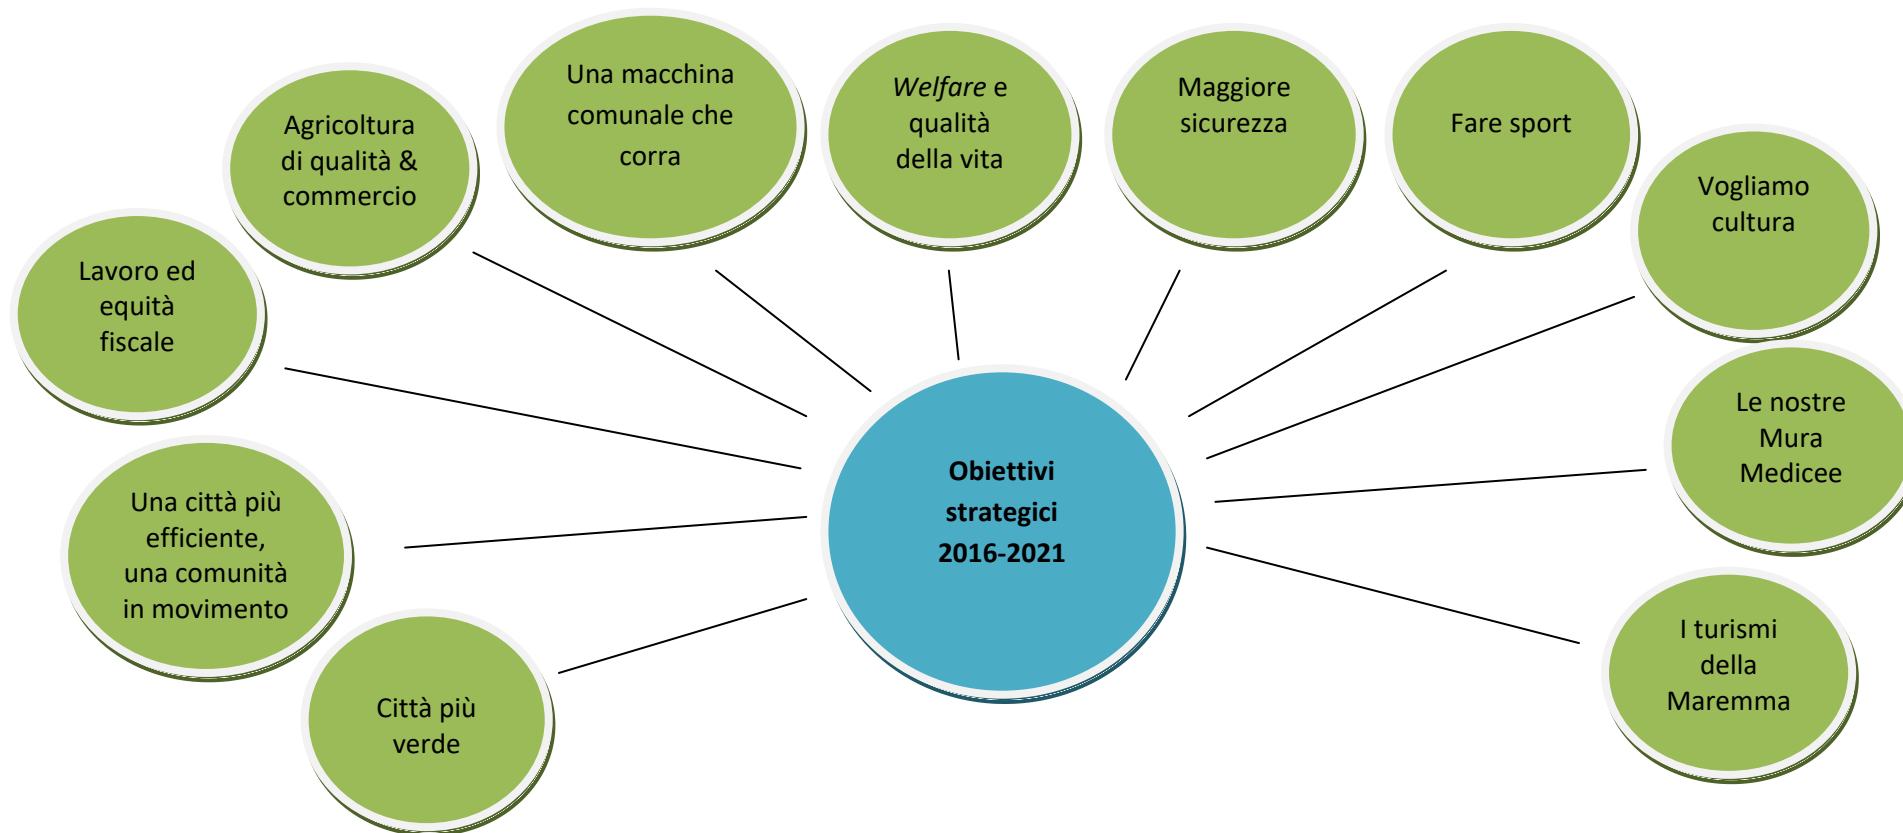 Città più
verde
Una città più
efficiente,
una comunità
in movimento
Lavoro ed
equità
fiscale
Agricoltura
di qualità &
commercio
Una macchina
comunale che
corra
Welfare e
qualità
della vita
Maggiore
sicurezza
Fare sport
Vogliamo
cultura
Le nostre
Mura
Medicee
I turismi
della
Maremma
Obiettivi
strategici
2016-2021